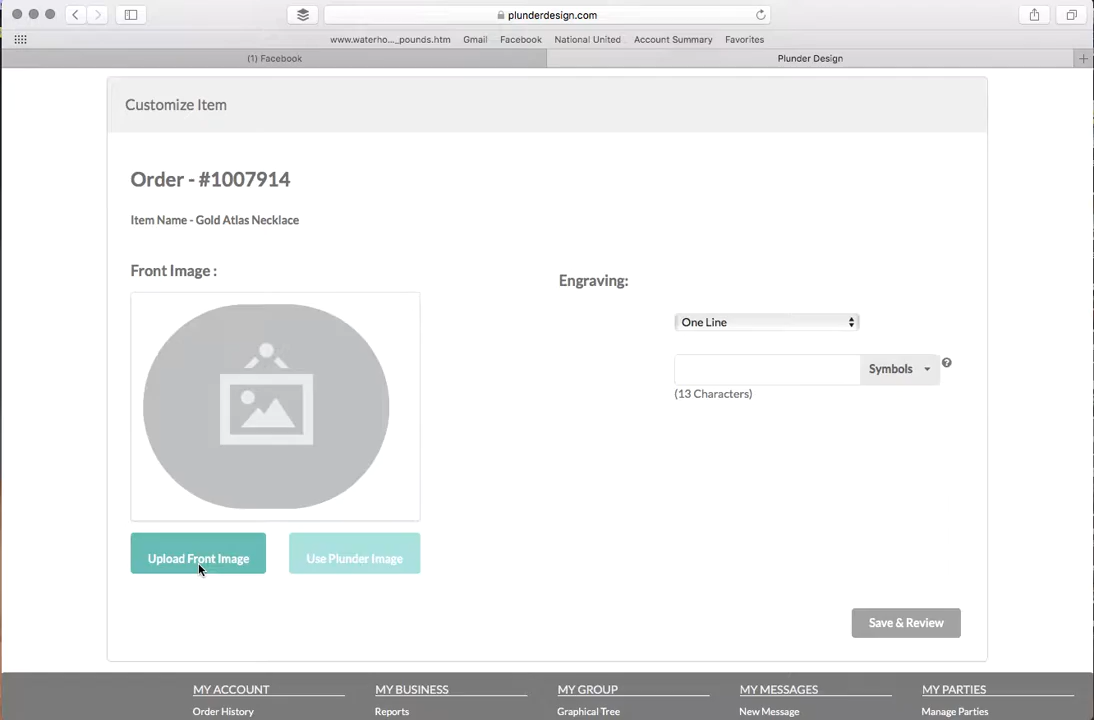 plunderdesign.com
www.waterho..._pounds.htm Gmail Facebook National United Account Summary Favorites
(1) Facebook Plunder Design
Customize Item
Order - #1007914
Item Name - Gold Atlas Necklace
Front Image :
Engraving:
One Line
Symbols
(13 Characters)
Upload Front Image Use Plunder Image
Save & Review
MY ACCOUNT MY BUSINESS MY GROUP MY MESSAGES MY PARTIES
Order History Reports Graphical Tree New Message Manage Parties